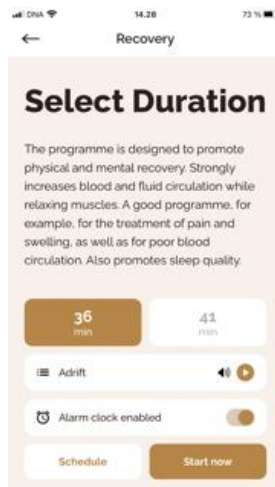 DNA 14.28 73 %
Recovery
Select Duration
The programme is designed to promote
physical and mental recovery. Strongly
increases blood and fluid circulation while
relaxing muscles. A good programme, for
example, for the treatment of pain and
swelling, as well as for poor blood
circulation. Also promotes sleep quality.
36 41
min min
Adrift
Alarm clock enabled
Schedule Start now